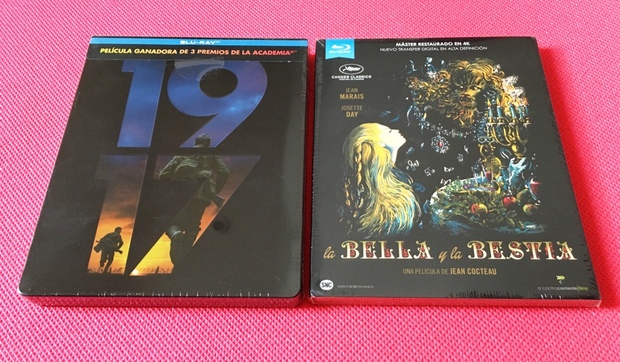 BLU-RAY
PELÍCULA GANADORA DE 3 PREMIOS DE LA ACADEMIA
19
17
MÁSTER RESTAURADO EN 4K
NUEVO TRANSFER DIGITAL EN ALTA DEFINICIÓN
CANNES CLASSICS
JEAN
MARAIS
JOSETTE
DAY
la BELLA y la BESTIA
UNA PELÍCULA DE JEAN COCTEAU
SNC